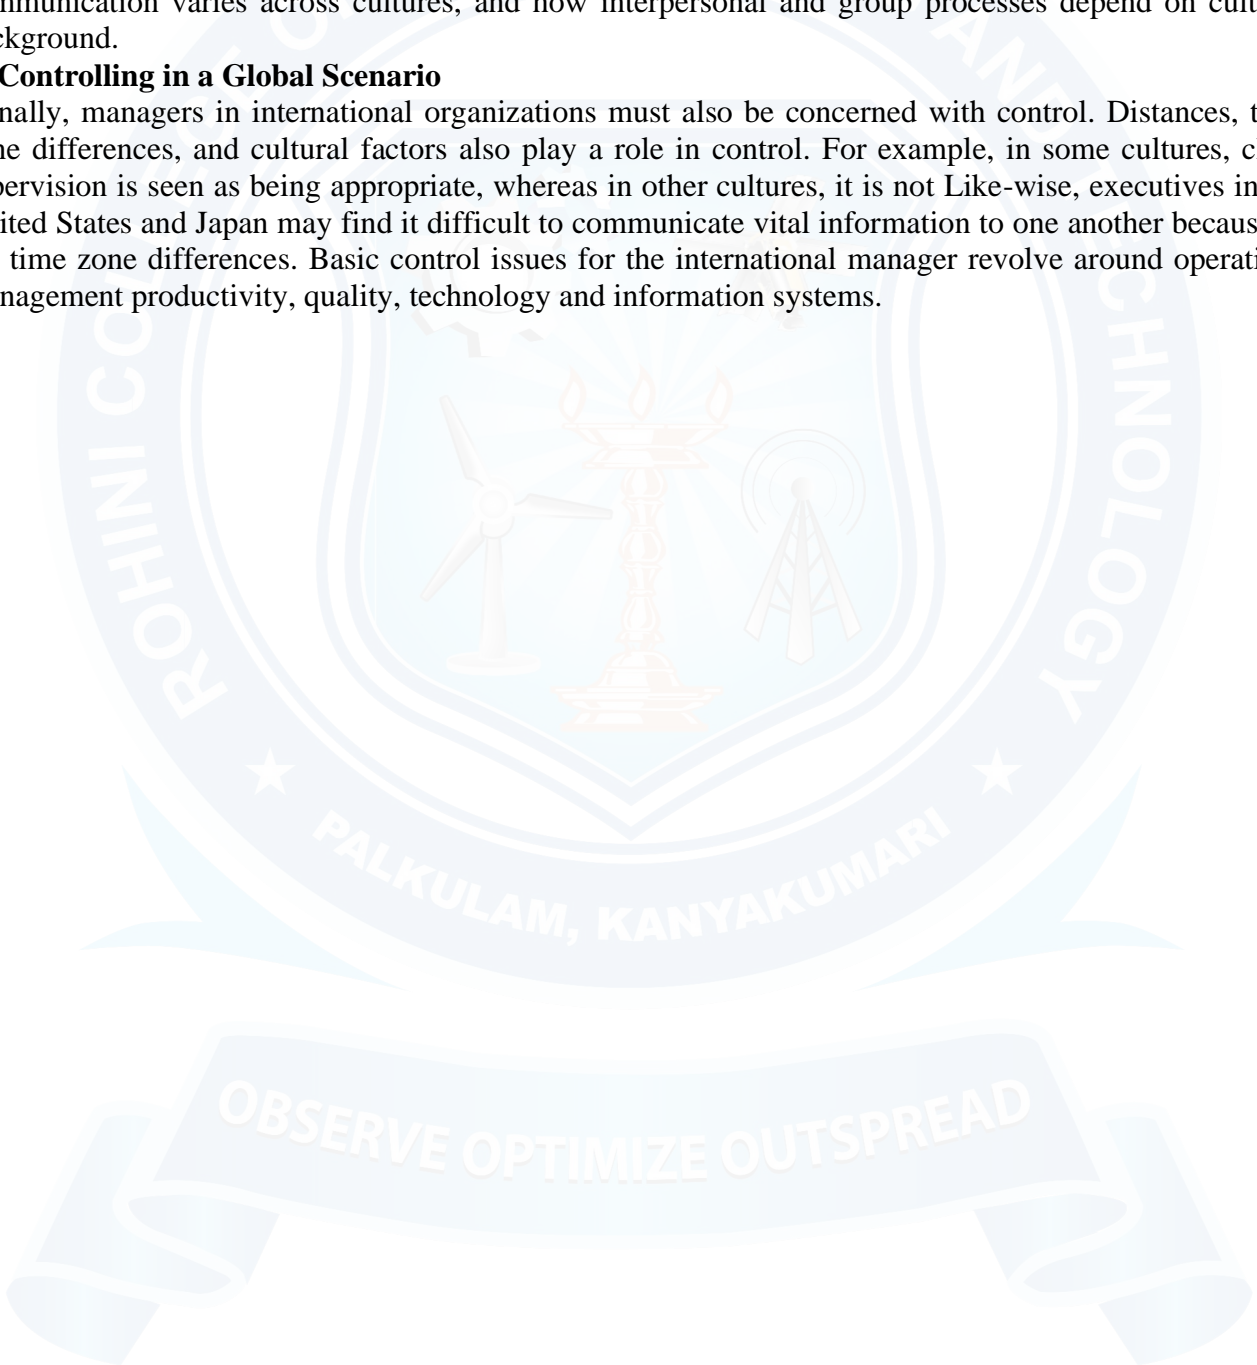 mmunication varies across cultures, and how interpersonal and group processes depend on cult
ckground.
Controlling in a Global Scenario
nally, managers in international organizations must also be concerned with control. Distances, t
ne differences, and cultural factors also play a role in control. For example, in some cultures, cl
pervision is seen as being appropriate, whereas in other cultures, it is not Like-wise, executives in
ited States and Japan may find it difficult to communicate vital information to one another becaus
time zone differences. Basic control issues for the international manager revolve around operati
nagement productivity, quality, technology and information systems.
ROHINI COL
AND
CHNOLOGY
PALKULAM, KANYAKUMARI
OBSERVE OPTIMIZE OUTSPREAD